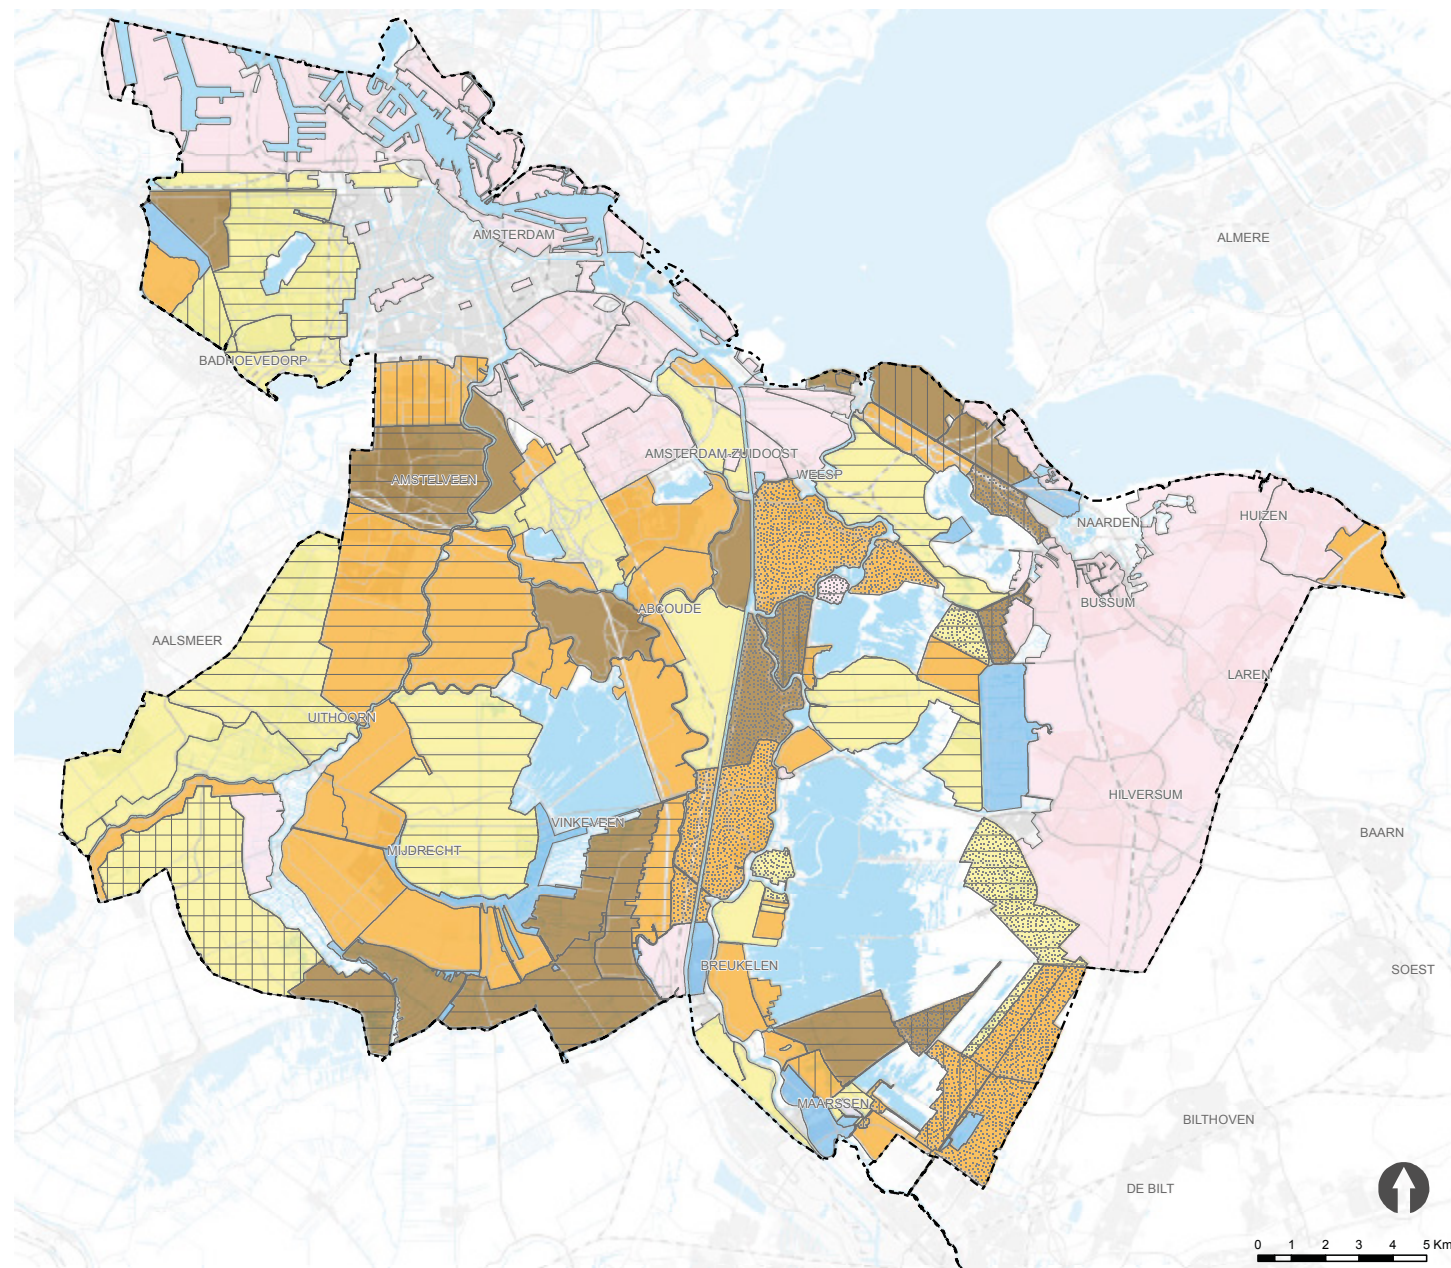 AMSTERDAM
ALMERE
BADHOEVEDORP
AMSTERDAM-ZUIDOOST
WEESP
AMSTELVEEN
NAARDEN
HUIZEN
BUSSUM
ABCOUDE
AALSMEER
LAREN
UITHOORN
HILVERSUM
VINKEVEEN
BAARN
MIJDRECHT
BREUKELEN
SOEST
MAARSSEN
BILTHOVEN
DE BILT
0 1 2 3 4 5 Km